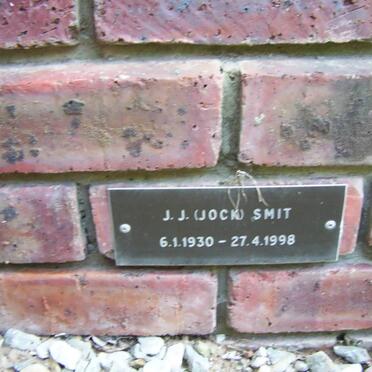 J. J. (JOCK) SMIT
6.1.1930 - 27.4.1998